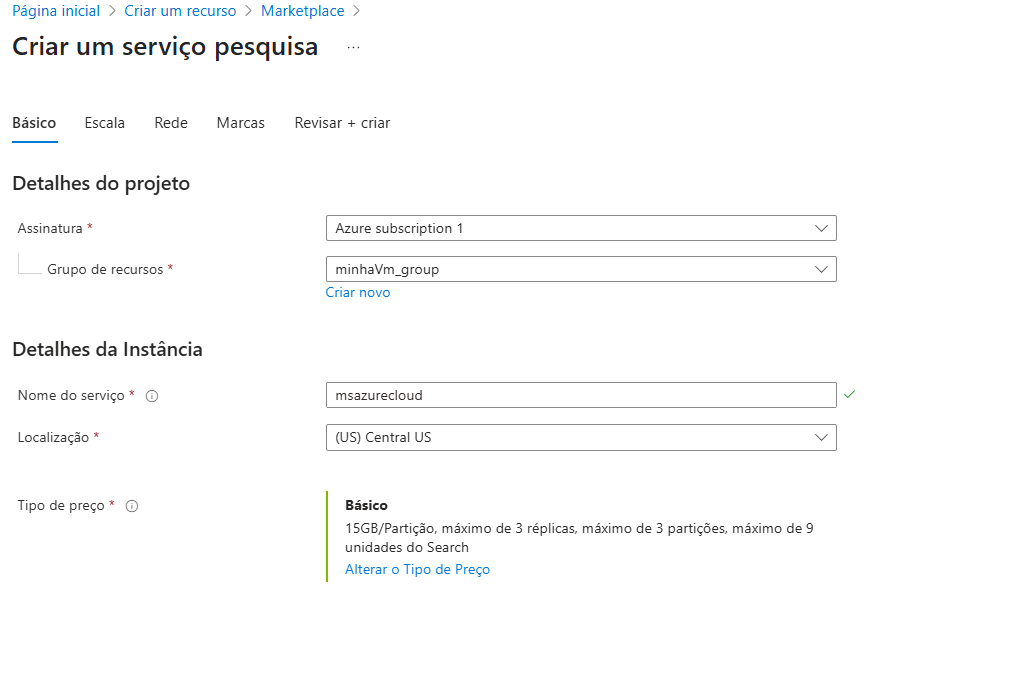 Página inicial > Criar um recurso > Marketplace >
Criar um serviço pesquisa ...
Básico Escala Rede Marcas Revisar + criar
Detalhes do projeto
Assinatura * Azure subscription 1
Grupo de recursos * minhaVm_group
Criar novo
Detalhes da Instância
Nome do serviço * msazurecloud
Localização * (US) Central US
Tipo de preço * Básico
15GB/Partição, máximo de 3 réplicas, máximo de 3 partições, máximo de 9
unidades do Search
Alterar o Tipo de Preço